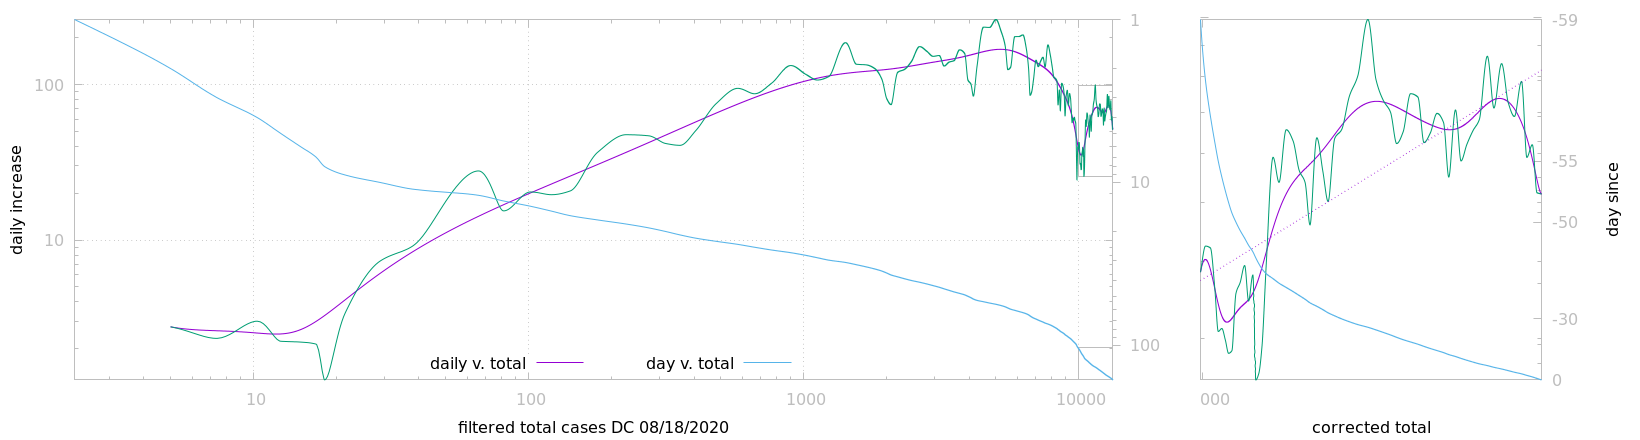 daily increase
100
10
10
100
1000
10000
1
10
100
daily v. total
day v. total
filtered total cases DC 08/18/2020
-59
-55
-50
-30
0
day since
000
corrected total